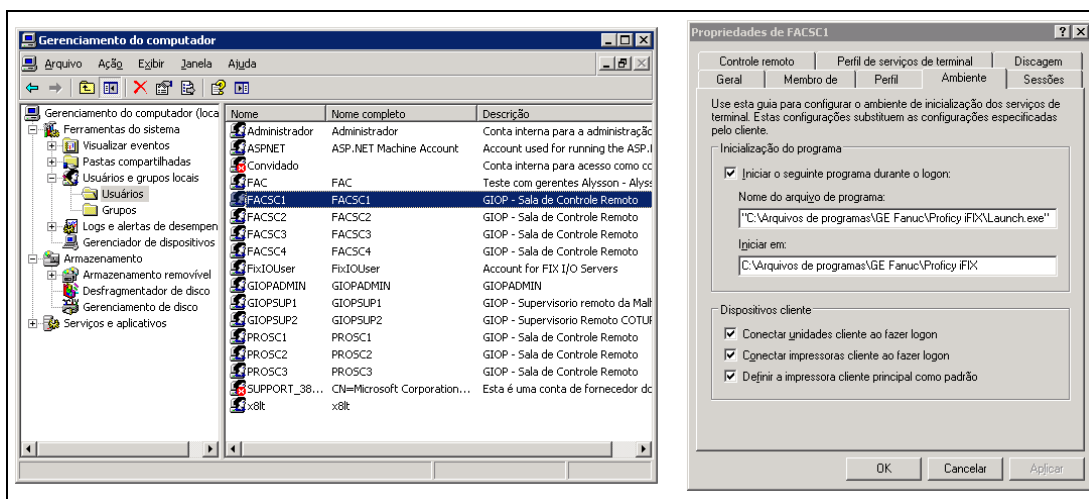 Gerenciamento do computador
Arquivo Ação Exibir Janela Ajuda
Gerenciamento do computador (loca
Ferramentas do sistema
Visualizar eventos
Pastas compartilhadas
Usuários e grupos locais
Usuários
Grupos
Logs e alertas de desempen
Gerenciador de dispositivos
Armazenamento
Armazenamento removível
Desfragmentador de disco
Gerenciamento de disco
Serviços e aplicativos
Nome Nome completo Descrição
Administrador Administrador Conta interna para a administraçã
ASPNET ASP.NET Machine Account Account used for running the ASP.
Convidado Conta interna para acesso como co
FAC FAC Teste com gerentes Alysson - Alys
FACSC1 FACSC1 GIOP - Sala de Controle Remoto
FACSC2 FACSC2 GIOP - Sala de Controle Remoto
FACSC3 FACSC3 GIOP - Sala de Controle Remoto
FACSC4 FACSC4 GIOP - Sala de Controle Remoto
FixIOUser FixIOUser Account for FIX I/O Servers
GIOPADMIN GIOPADMIN GIOPADMIN
GIOPSUP1 GIOPSUP1 GIOP - Supervisorio remoto da Mal
GIOPSUP2 GIOPSUP2 GIOP - Supervisorio Remoto COTU
PROSC1 PROSC1 GIOP - Sala de Controle Remoto
PROSC2 PROSC2 GIOP - Sala de Controle Remoto
PROSC3 PROSC3 GIOP - Sala de Controle Remoto
SUPPORT_38... CN=Microsoft Corporation... Esta é uma conta de fornecedor do
x8lt x8lt
Propriedades de FACSC1
Controle remoto Perfil de serviços de terminal Discagem
Geral Membro de Perfil Ambiente Sessões
Use esta guia para configurar o ambiente de inicialização dos serviços de
terminal. Estas configurações substituem as configurações especificadas
pelo cliente.
Inicialização do programa
Iniciar o seguinte programa durante o logon:
Nome do arquivo de programa:
"C:\Arquivos de programas\GE Fanuc\Proficy iFIX\Launch.exe"
Iniciar em:
C:\Arquivos de programas\GE Fanuc\Proficy iFIX
Dispositivos cliente
Conectar unidades cliente ao fazer logon
Conectar impressoras cliente ao fazer logon
Definir a impressora cliente principal como padrão
OK Cancelar Aplicar